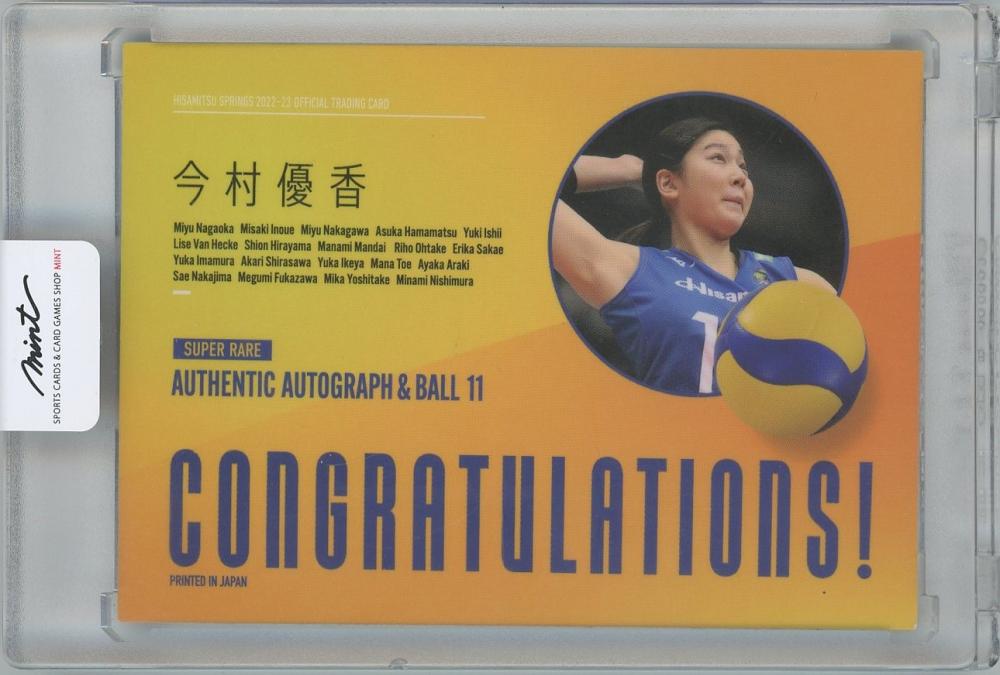 HISAMITSU SPRINGS 2022-23 OFFICIAL TRADING CARD
今村優香
Miyu Nagaoka Misaki Inoue Miyu Nakagawa Asuka Hamamatsu Yuki Ishii
Lise Van Hecke Shion Hirayama Manami Mandai Riho Ohtake Erika Sakae
Yuka Imamura Akari Shirasawa Yuka Ikeya Mana Toe Ayaka Araki
Sae Nakajima Megumi Fukazawa Mika Yoshitake Minami Nishimura
SUPER RARE
AUTHENTIC AUTOGRAPH & BALL 11
CONGRATULATIONS!
PRINTED IN JAPAN
Hisam
1
mint
SPORTS CARDS & CARD GAMES SHOP MINT